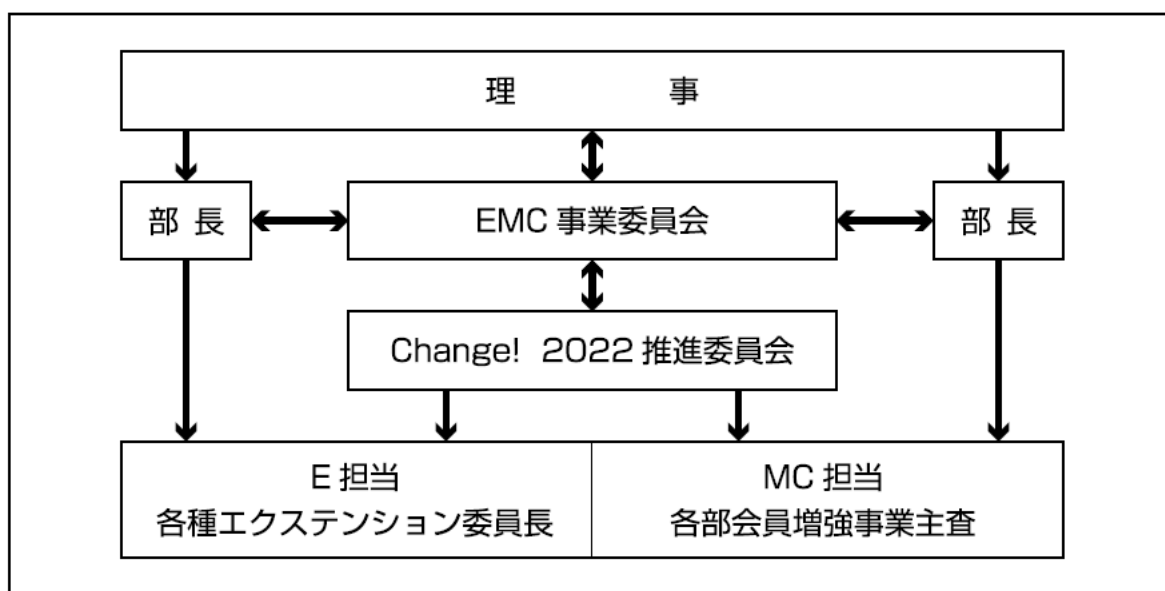 理 事
部 長
EMC 事業委員会
部 長
Change! 2022 推進委員会
E 担当
各種エクステンション委員長
MC 担当
各部会員増強事業主査